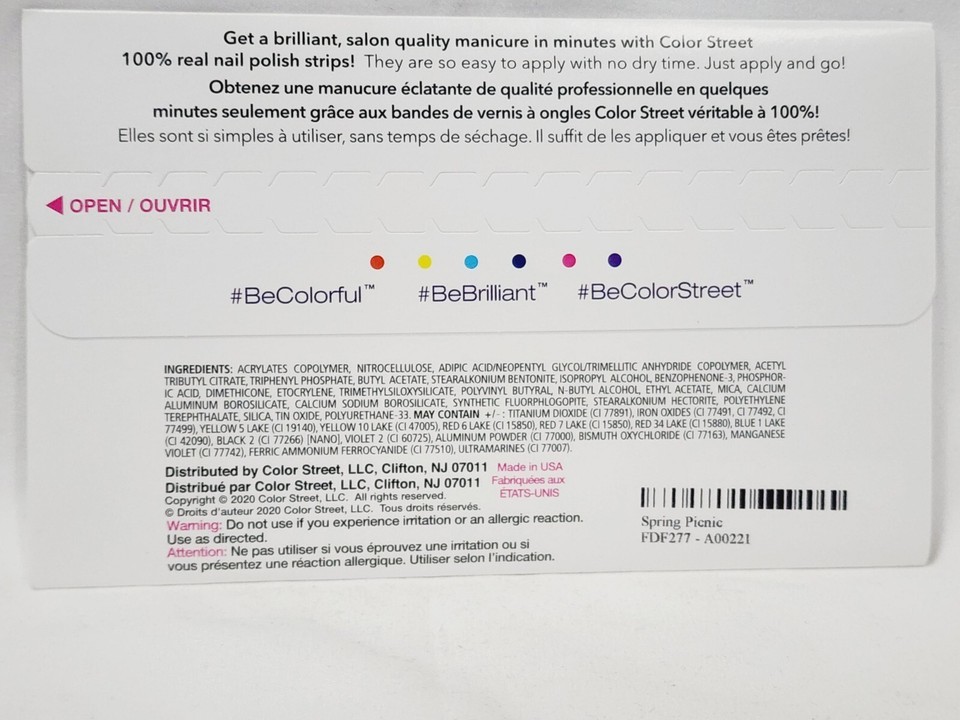 Get a brilliant, salon quality manicure in minutes with Color Street
100% real nail polish strips! They are so easy to apply with no dry time. Just apply and go!
Obtenez une manucure éclatante de qualité professionnelle en quelques
minutes seulement grâce aux bandes de vernis à ongles Color Street véritable à 100%!
Elles sont si simples à utiliser, sans temps de séchage. Il suffit de les appliquer et vous êtes prêtes!
OPEN / OUVRIR
#BeColorful™ #BeBrilliant™ #BeColorStreet™
INGREDIENTS: ACRYLATES COPOLYMER, NITROCELLULOSE, ADIPIC ACID/NEOPENTYL GLYCOL/TRIMELLITIC ANHYDRIDE COPOLYMER, ACETYL
TRIBUTYL CITRATE, TRIPHENYL PHOSPHATE, BUTYL ACETATE, STEARALKONIUM BENTONITE, ISOPROPYL ALCOHOL, BENZOPHENONE-3, PHOSPHOR-
IC ACID, DIMETHICONE, ETOCRYLENE, TRIMETHYLSILOXYSILICATE, POLYVINYL BUTYRAL, N-BUTYL ALCOHOL, ETHYL ACETATE, MICA, CALCIUM
ALUMINUM BOROSILICATE, CALCIUM SODIUM BOROSILICATE, SYNTHETIC FLUORPHLOGOPITE, STEARALKONIUM HECTORITE, POLYETHYLENE
TEREPHTHALATE, SILICA, TIN OXIDE, POLYURETHANE-33. MAY CONTAIN +/- : TITANIUM DIOXIDE (CI 77891), IRON OXIDES (CI 77491, CI 77492, CI
77499), YELLOW 5 LAKE (CI 19140), YELLOW 10 LAKE (CI 47005), RED 6 LAKE (CI 15850), RED 7 LAKE (CI 15850), RED 34 LAKE (CI 15880), BLUE 1 LAKE
(CI 42090), BLACK 2 (CI 77266) [NANO], VIOLET 2 (CI 60725), ALUMINUM POWDER (CI 77000), BISMUTH OXYCHLORIDE (CI 77163), MANGANESE
VIOLET (CI 77742), FERRIC AMMONIUM FERROCYANIDE (CI 77510), ULTRAMARINES (CI 77007).
Distributed by Color Street, LLC, Clifton, NJ 07011 Made in USA
Distribué par Color Street, LLC, Clifton, NJ 07011 Fabriquées aux
ÉTATS-UNIS
Copyright © 2020 Color Street, LLC. All rights reserved.
© Droits d'auteur 2020 Color Street, LLC. Tous droits réservés.
Warning: Do not use if you experience irritation or an allergic reaction.
Use as directed.
Attention: Ne pas utiliser si vous éprouvez une irritation ou si
vous présentez une réaction allergique. Utiliser selon l'indication.
Spring Picnic
FDF277 - A00221